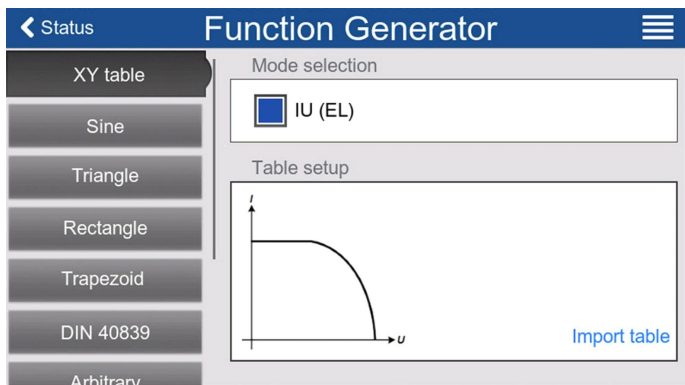 Status
Function Generator
XY table
Sine
Triangle
Rectangle
Trapezoid
DIN 40839
Arbitrary
Mode selection
IU (EL)
Table setup
I
U
Import table